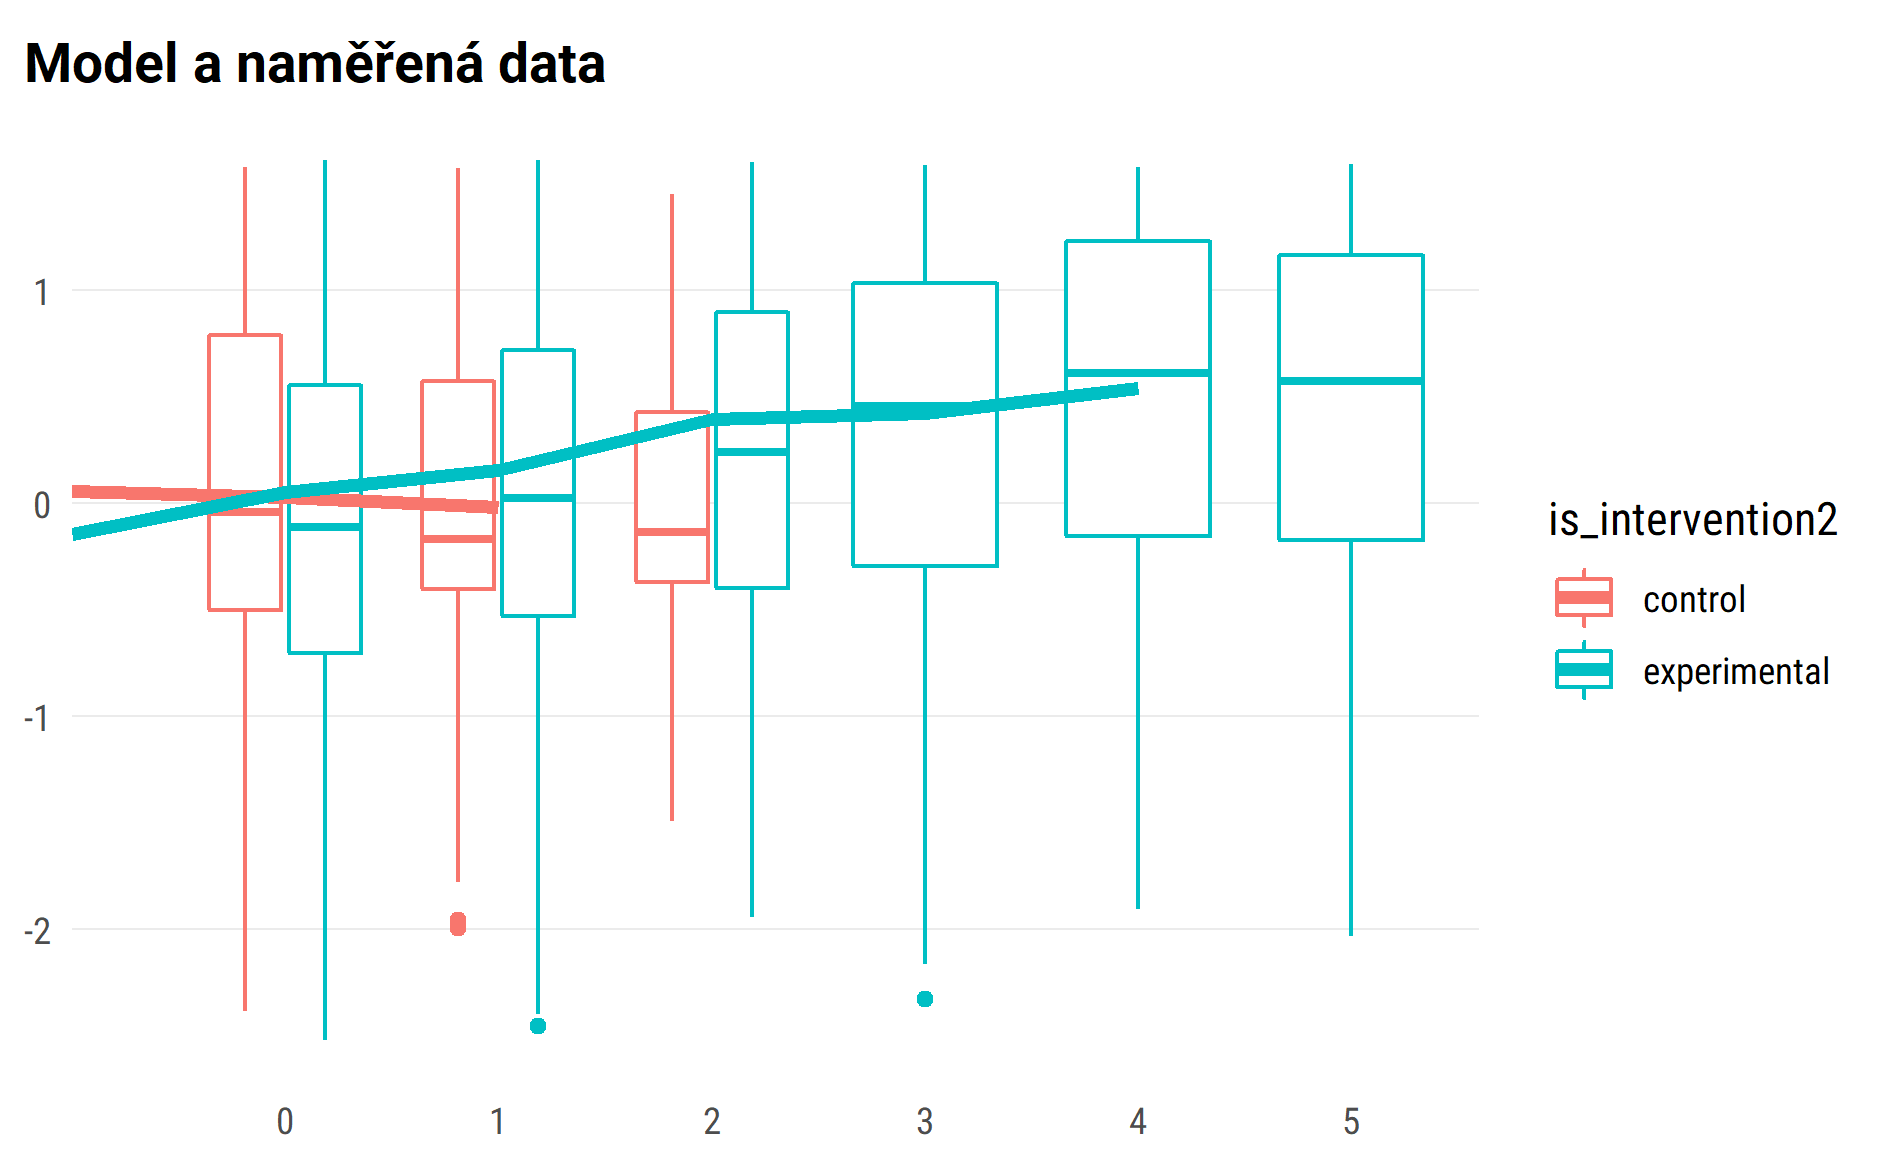 Model a naměřená data
1
0
-1
-2
0 1 2 3 4 5
is_intervention2
control
experimental